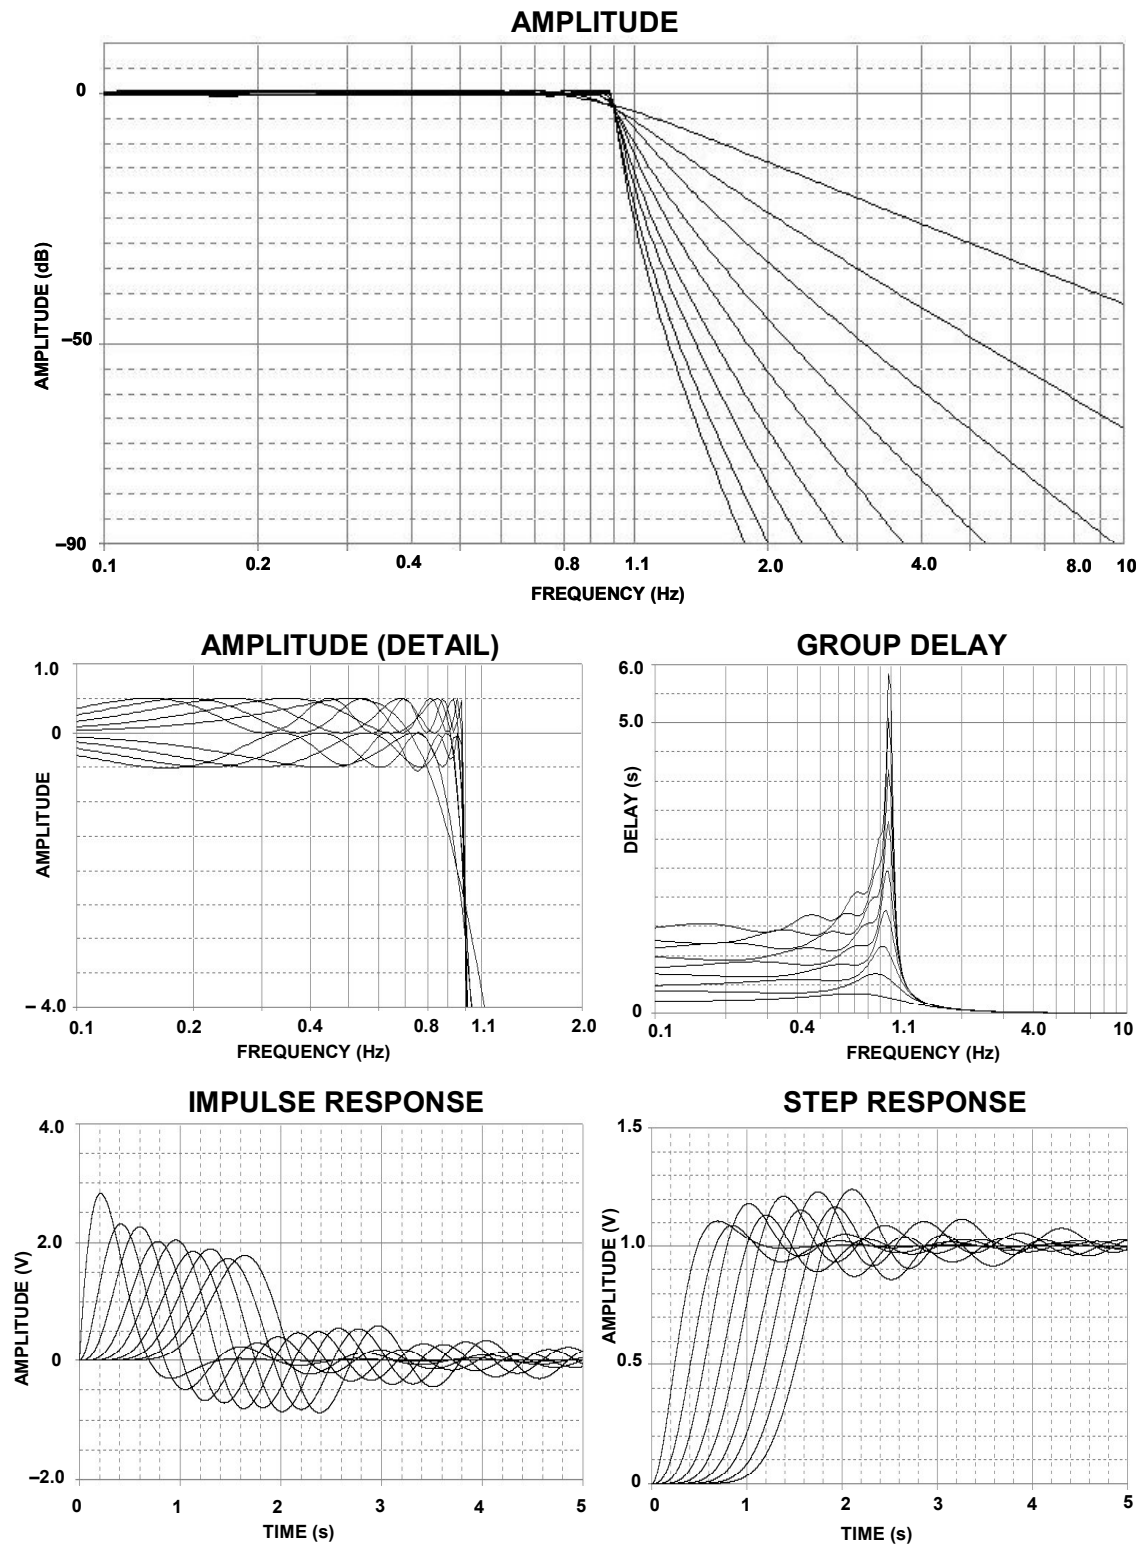 AMPLITUDE
AMPLITUDE (dB)
0
–50
–90
0.1 0.2 0.4 0.8 1.1 2.0 4.0 8.0 10
FREQUENCY (Hz)
AMPLITUDE (DETAIL)
AMPLITUDE
1.0
0
– 4.0
0.1 0.2 0.4 0.8 1.1 2.0
FREQUENCY (Hz)
GROUP DELAY
DELAY (s)
6.0
5.0
0
0.1 0.4 1.1 4.0 10
FREQUENCY (Hz)
IMPULSE RESPONSE
AMPLITUDE (V)
4.0
2.0
0
–2.0
0 1 2 3 4 5
TIME (s)
STEP RESPONSE
AMPLITUDE (V)
1.5
1.0
0.5
0
0 1 2 3 4 5
TIME (s)